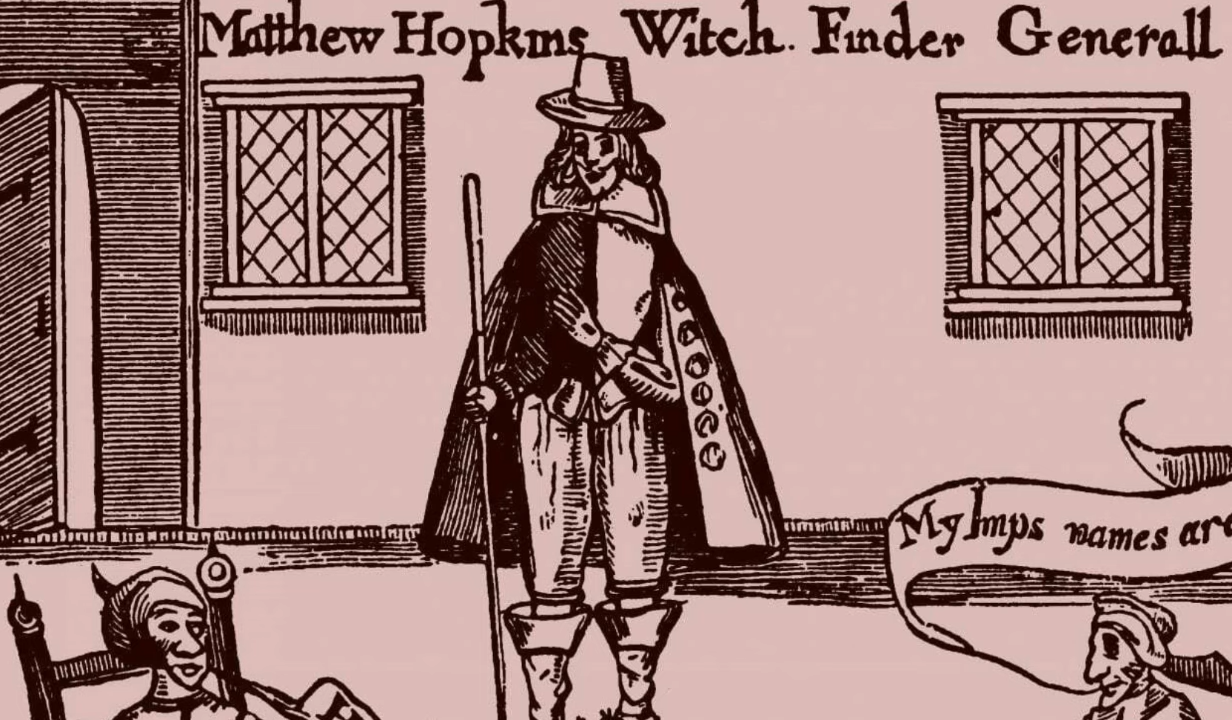 Matthew Hopkins Witch. Finder Generall
My Imps names are